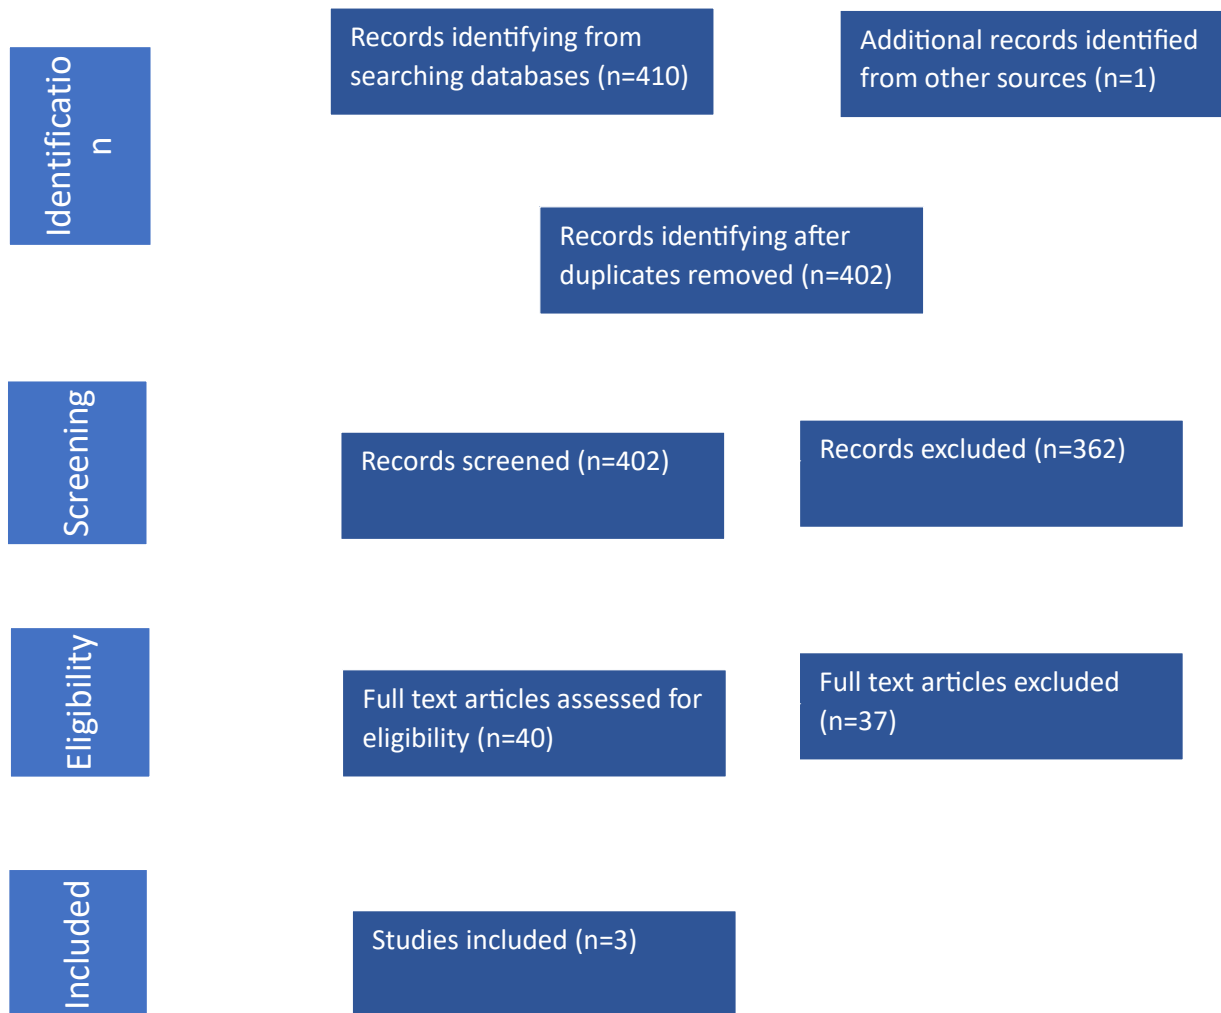 Identificatio
n
Records identifying from
searching databases (n=410)
Additional records identified
from other sources (n=1)
Records identifying after
duplicates removed (n=402)
Screening
Records screened (n=402)
Records excluded (n=362)
Eligibility
Full text articles assessed for
eligibility (n=40)
Full text articles excluded
(n=37)
Included
Studies included (n=3)